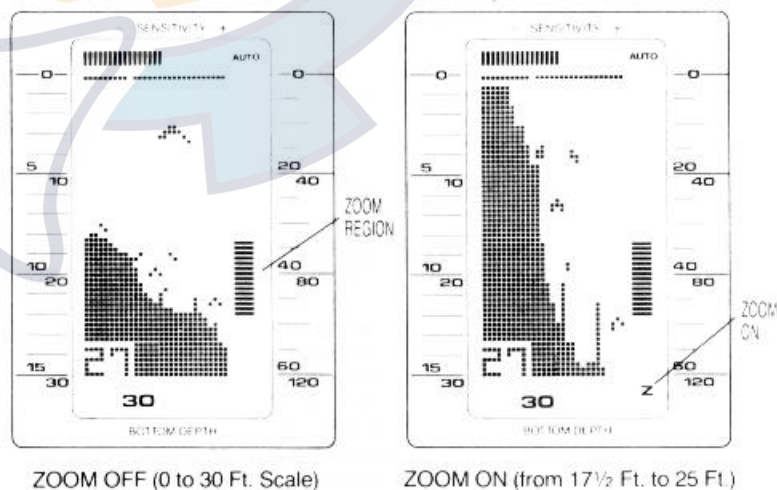 SENSITIVITY +
AUTO
0 0
5 20
10 40
10 40
20 80
27
15 60
30 120
30
BOTTOM DEPTH
ZOOM
REGION
ZOOM OFF (0 to 30 Ft. Scale)
SENSITIVITY +
AUTO
0 0
5 20
10 40
10 40
20 80
27
15 60
30 120
30
Z
BOTTOM DEPTH
ZOOM
ON
ZOOM ON (from 17½ Ft. to 25 Ft.)